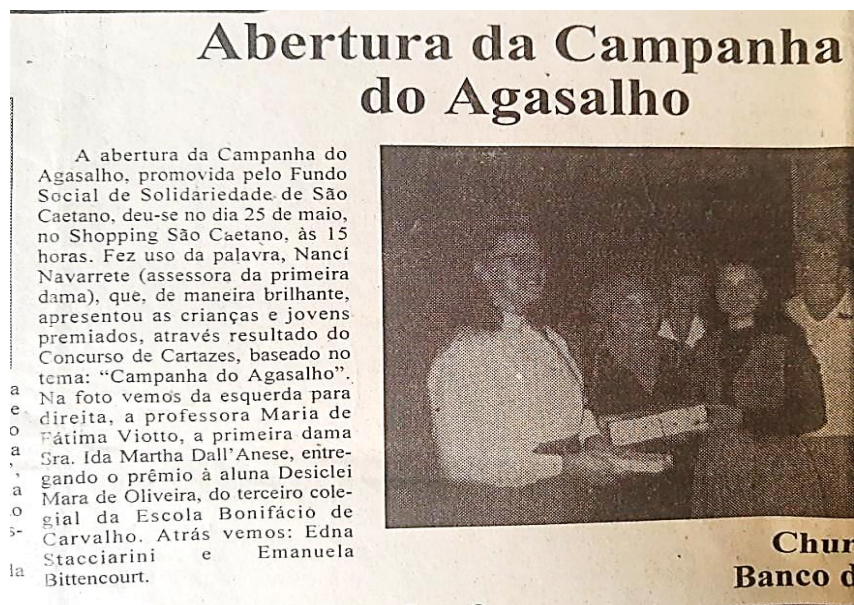 Abertura da Campanha
do Agasalho
A abertura da Campanha do
Agasalho, promovida pelo Fundo
Social de Solidariedade de São
Caetano, deu-se no dia 25 de maio,
no Shopping São Caetano, às 15
horas. Fez uso da palavra, Nancí
Navarrete (assessora da primeira
dama), que, de maneira brilhante,
apresentou as crianças e jovens
premiados, através resultado do
Concurso de Cartazes, baseado no
tema: “Campanha do Agasalho”.
Na foto vemos da esquerda para
direita, a professora Maria de
Fátima Viotto, a primeira dama
Sra. Ida Martha Dall'Anese, entre-
gando o prêmio à aluna Desiclei
Mara de Oliveira, do terceiro cole-
gial da Escola Bonifácio de
Carvalho. Atrás vemos: Edna
Stacciarini e Emanuela
Bittencourt.
Chur
Banco d